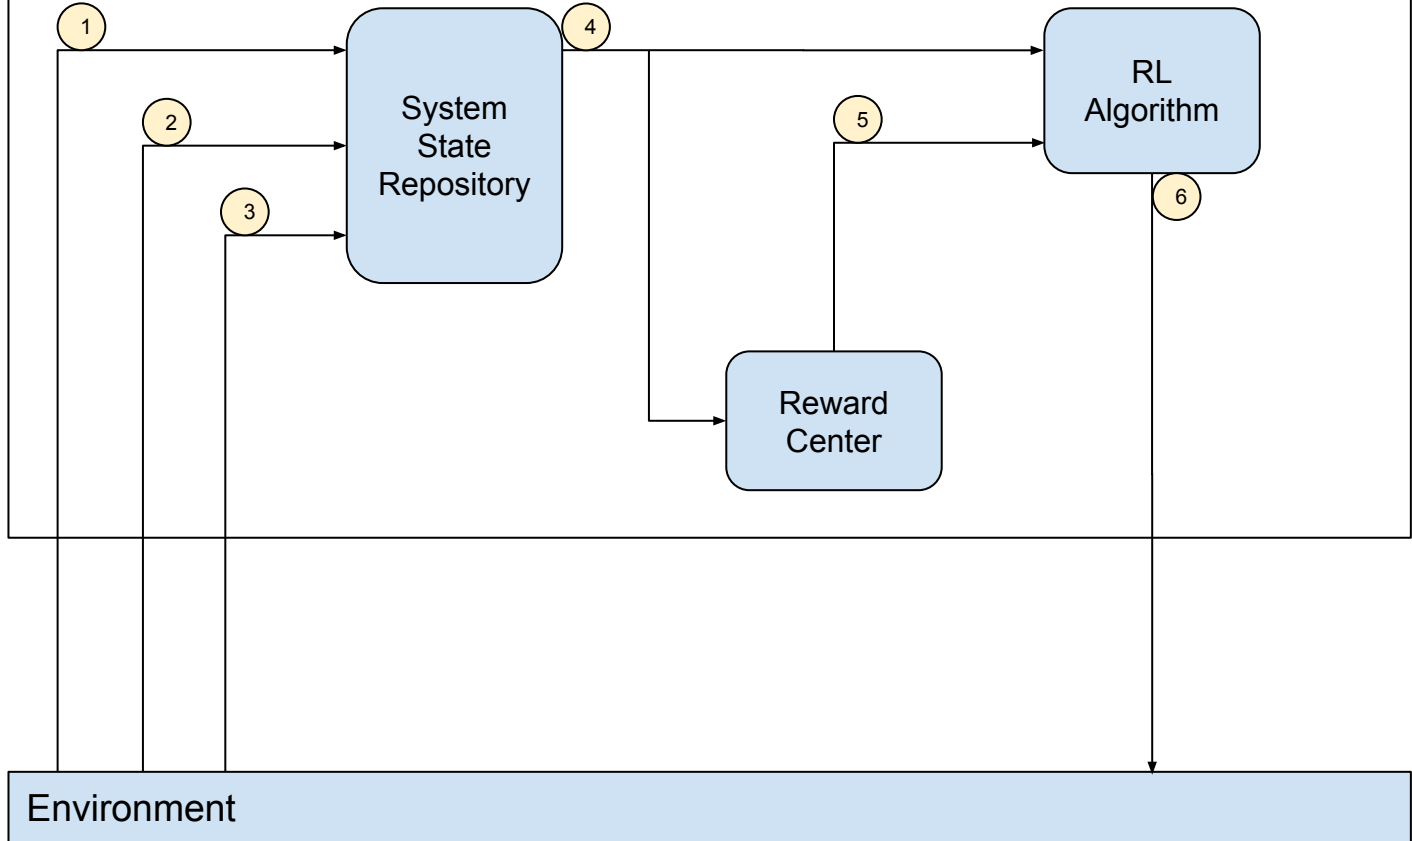 1
4
System
State
Repository
RL
Algorithm
2
5
3
6
Reward
Center
Environment